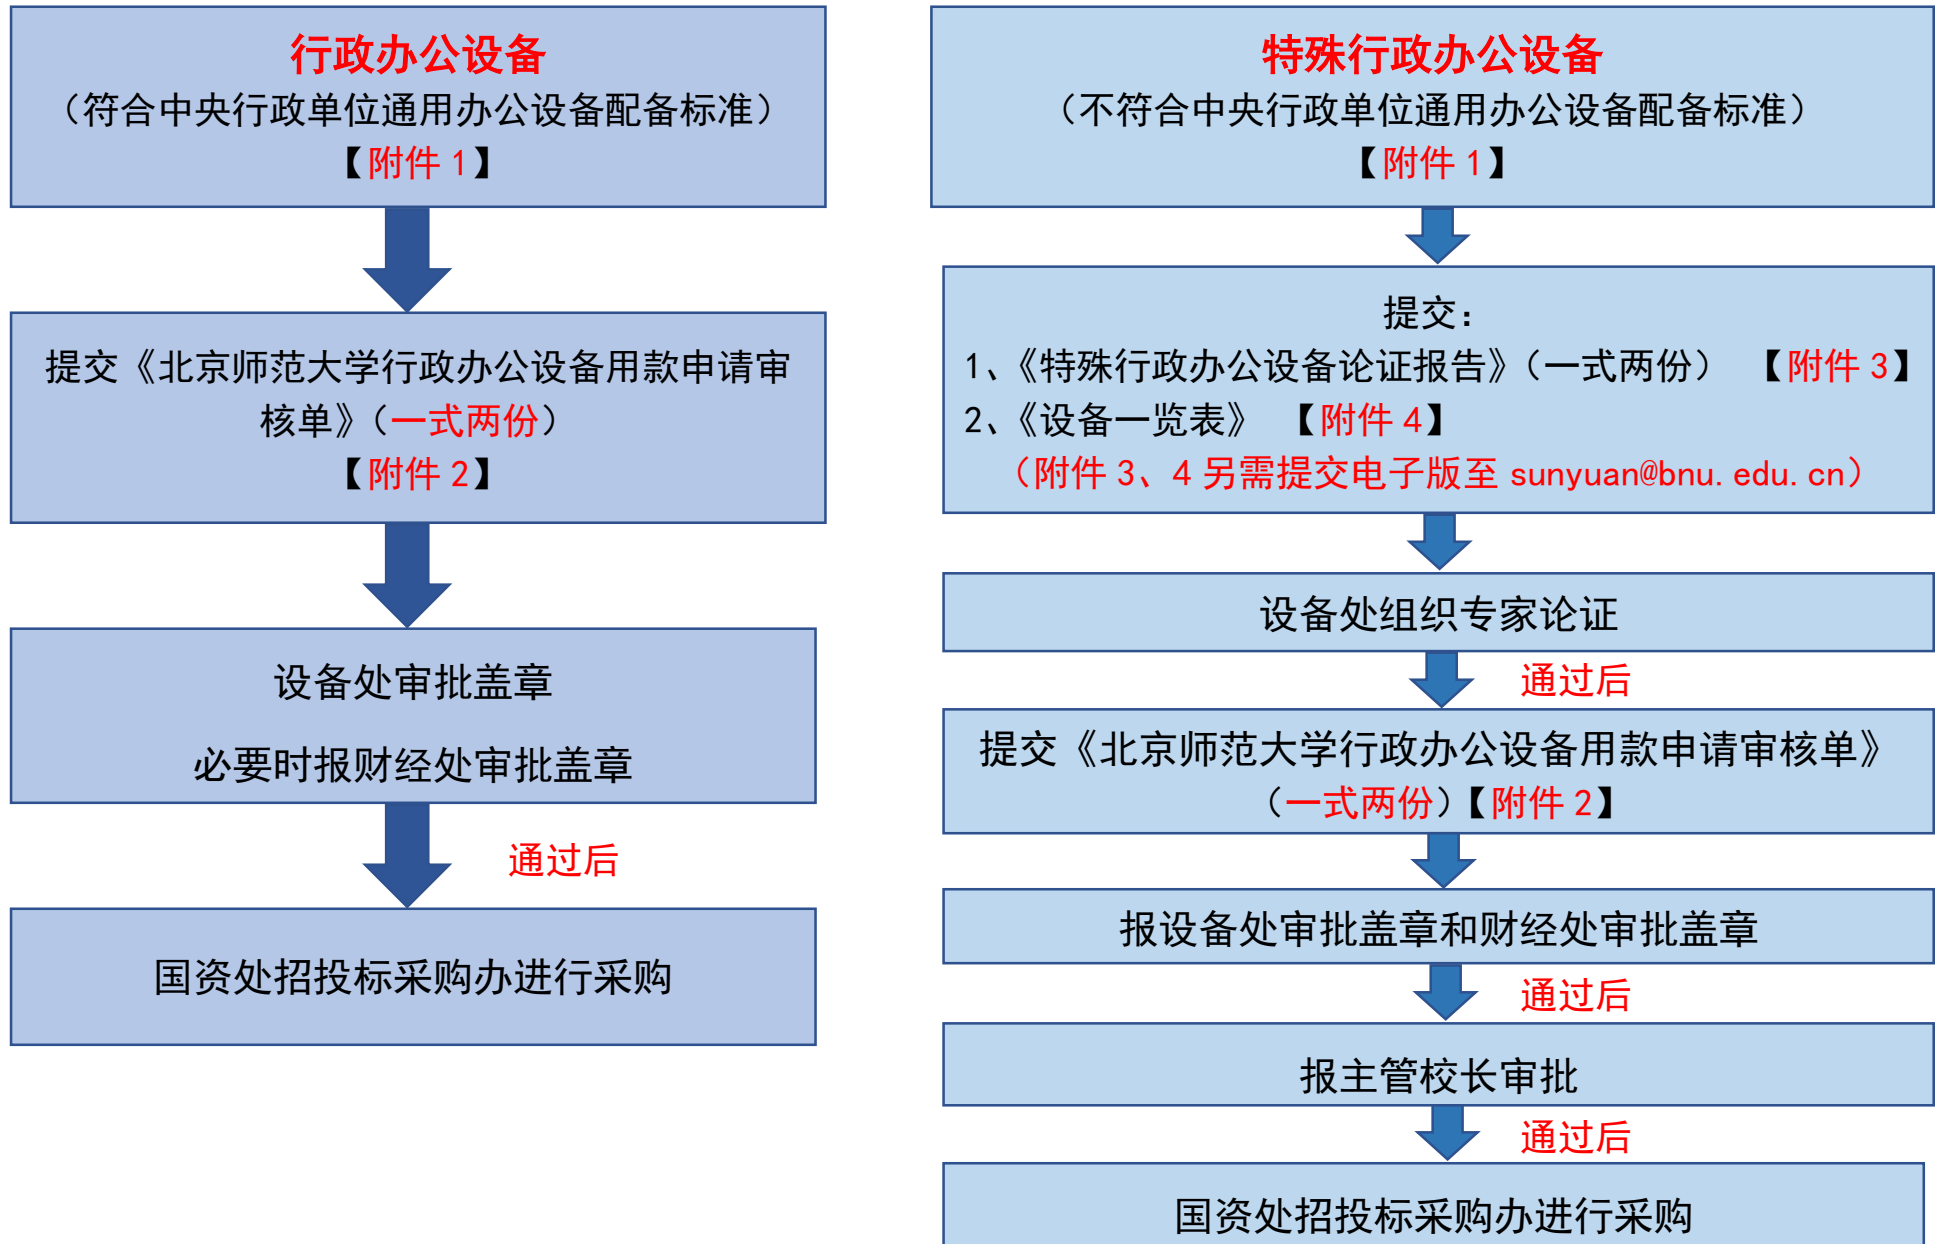 行政办公设备
（符合中央行政单位通用办公设备配备标准）
【附件 1】
提交《北京师范大学行政办公设备用款申请审
核单》（一式两份）
【附件 2】
设备处审批盖章
必要时报财经处审批盖章
通过后
国资处招投标采购办进行采购
特殊行政办公设备
（不符合中央行政单位通用办公设备配备标准）
【附件 1】
提交：
1、《特殊行政办公设备论证报告》（一式两份） 【附件 3】
2、《设备一览表》 【附件 4】
（附件 3、4 另需提交电子版至 sunyuan@bnu.edu.cn）
设备处组织专家论证
通过后
提交《北京师范大学行政办公设备用款申请审核单》
（一式两份）【附件 2】
报设备处审批盖章和财经处审批盖章
通过后
报主管校长审批
通过后
国资处招投标采购办进行采购